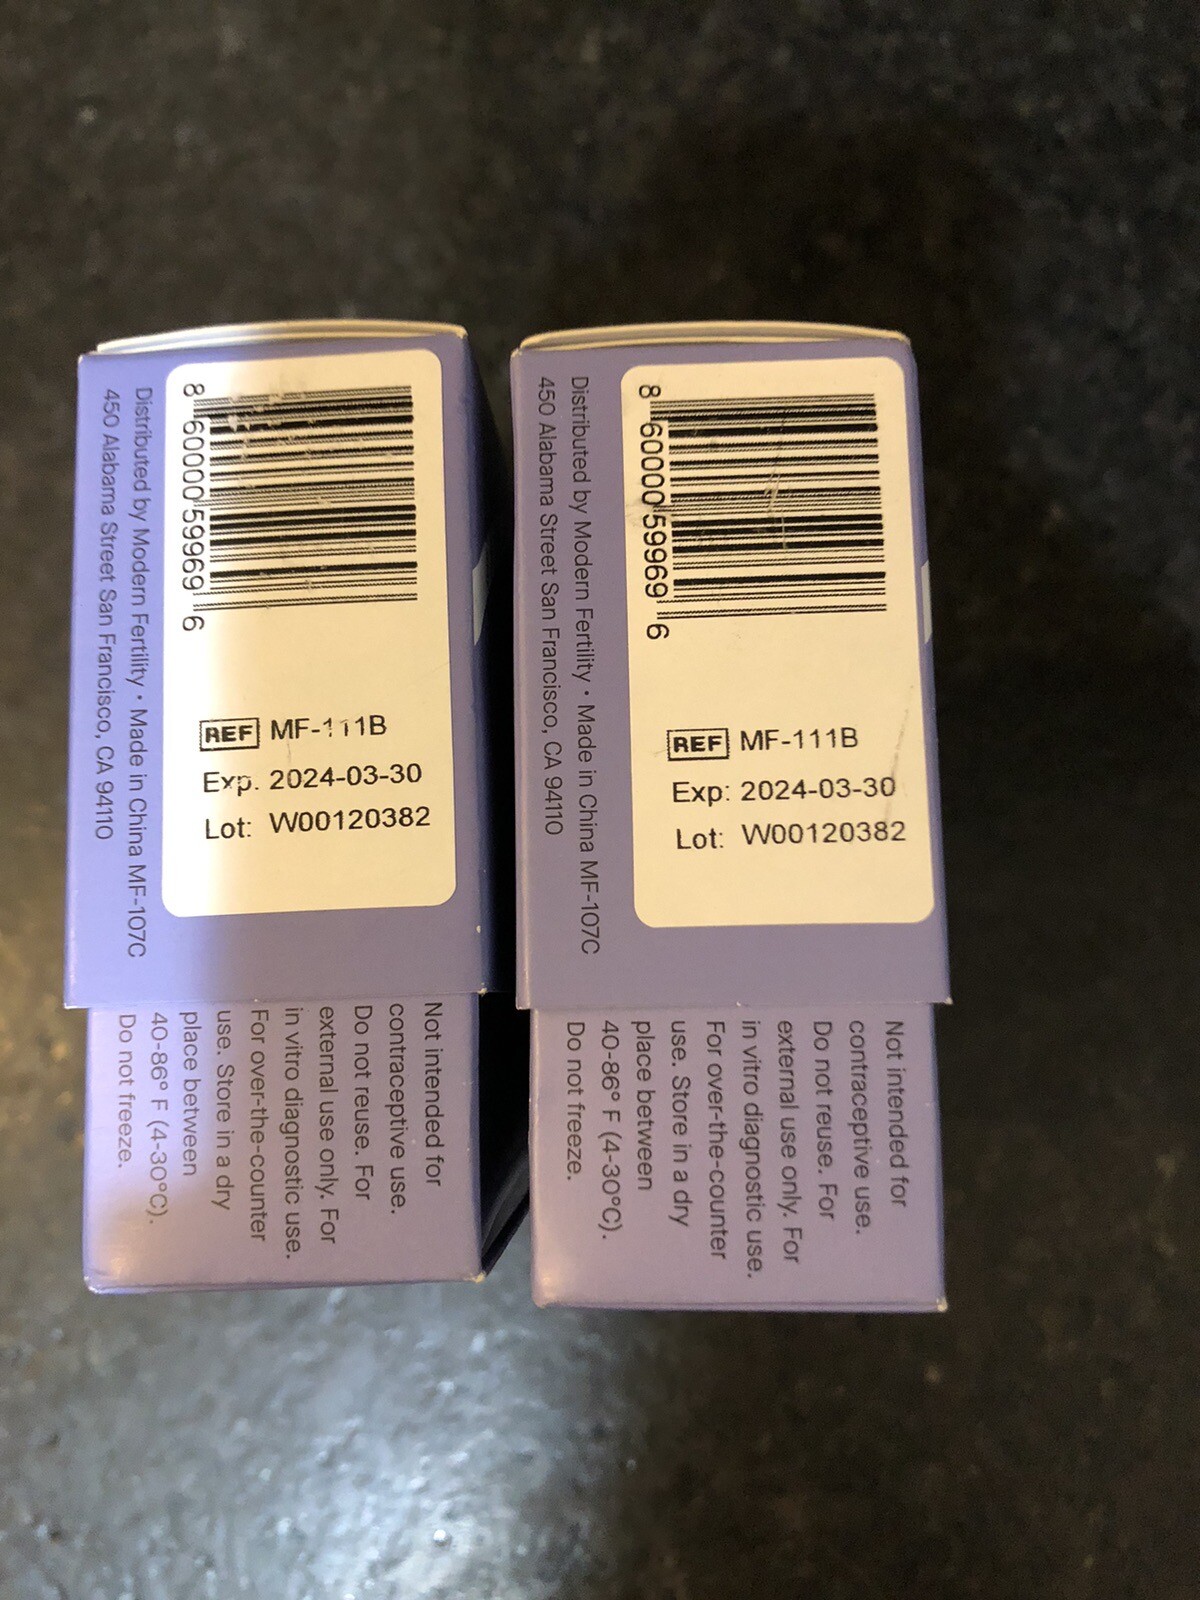 8 60000 59969 6
REF MF-111B
Exp. 2024-03-30
Lot: W00120382
Distributed by Modern Fertility • Made in China MF-107C
450 Alabama Street San Francisco, CA 94110
Not intended for
contraceptive use.
Do not reuse. For
external use only. For
in vitro diagnostic use.
For over-the-counter
use. Store in a dry
place between
40-86° F (4-30°C).
Do not freeze.
8 60000 59969 6
REF MF-111B
Exp: 2024-03-30
Lot: W00120382
Distributed by Modern Fertility • Made in China MF-107C
450 Alabama Street San Francisco, CA 94110
Not intended for
contraceptive use.
Do not reuse. For
external use only. For
in vitro diagnostic use.
For over-the-counter
use. Store in a dry
place between
40-86° F (4-30°C).
Do not freeze.